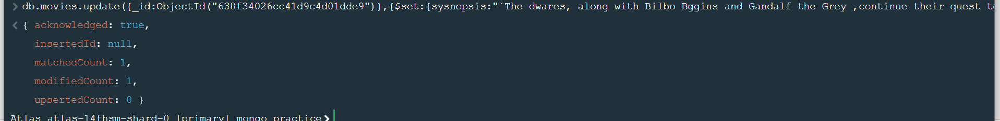 > db.movies.update({_id:ObjectId("638f34026cc41d9c4d01dde9")},{$set:{sysnopsis:"`The dwares, along with Bilbo Bggins and Gandalf the Grey ,continue their quest t
< { acknowledged: true,
insertedId: null,
matchedCount: 1,
modifiedCount: 1,
upsertedCount: 0 }
Atlas atlas-14fhsm-shard-0 [primary] mongo_practice>